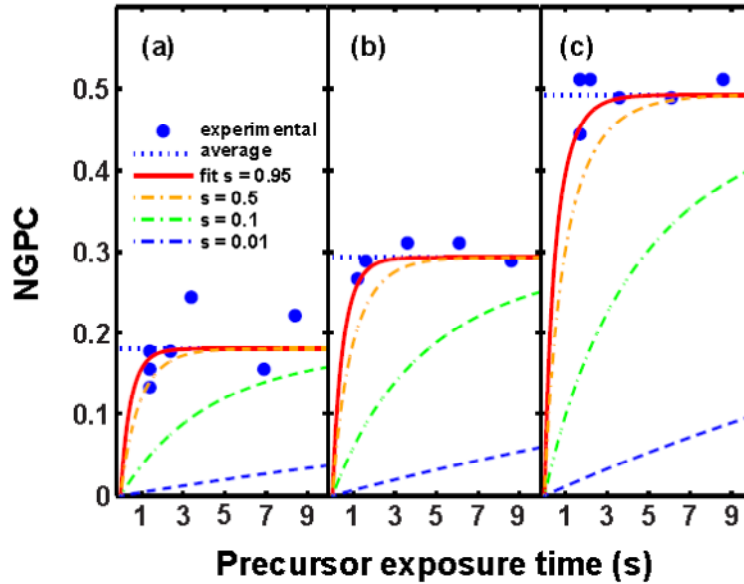 (a)
(b)
(c)
NGPC
0.5
0.4
0.3
0.2
0.1
0
experimental
average
fit s = 0.95
s = 0.5
s = 0.1
s = 0.01
1 3 5 7 9 1 3 5 7 9 1 3 5 7 9
Precursor exposure time (s)